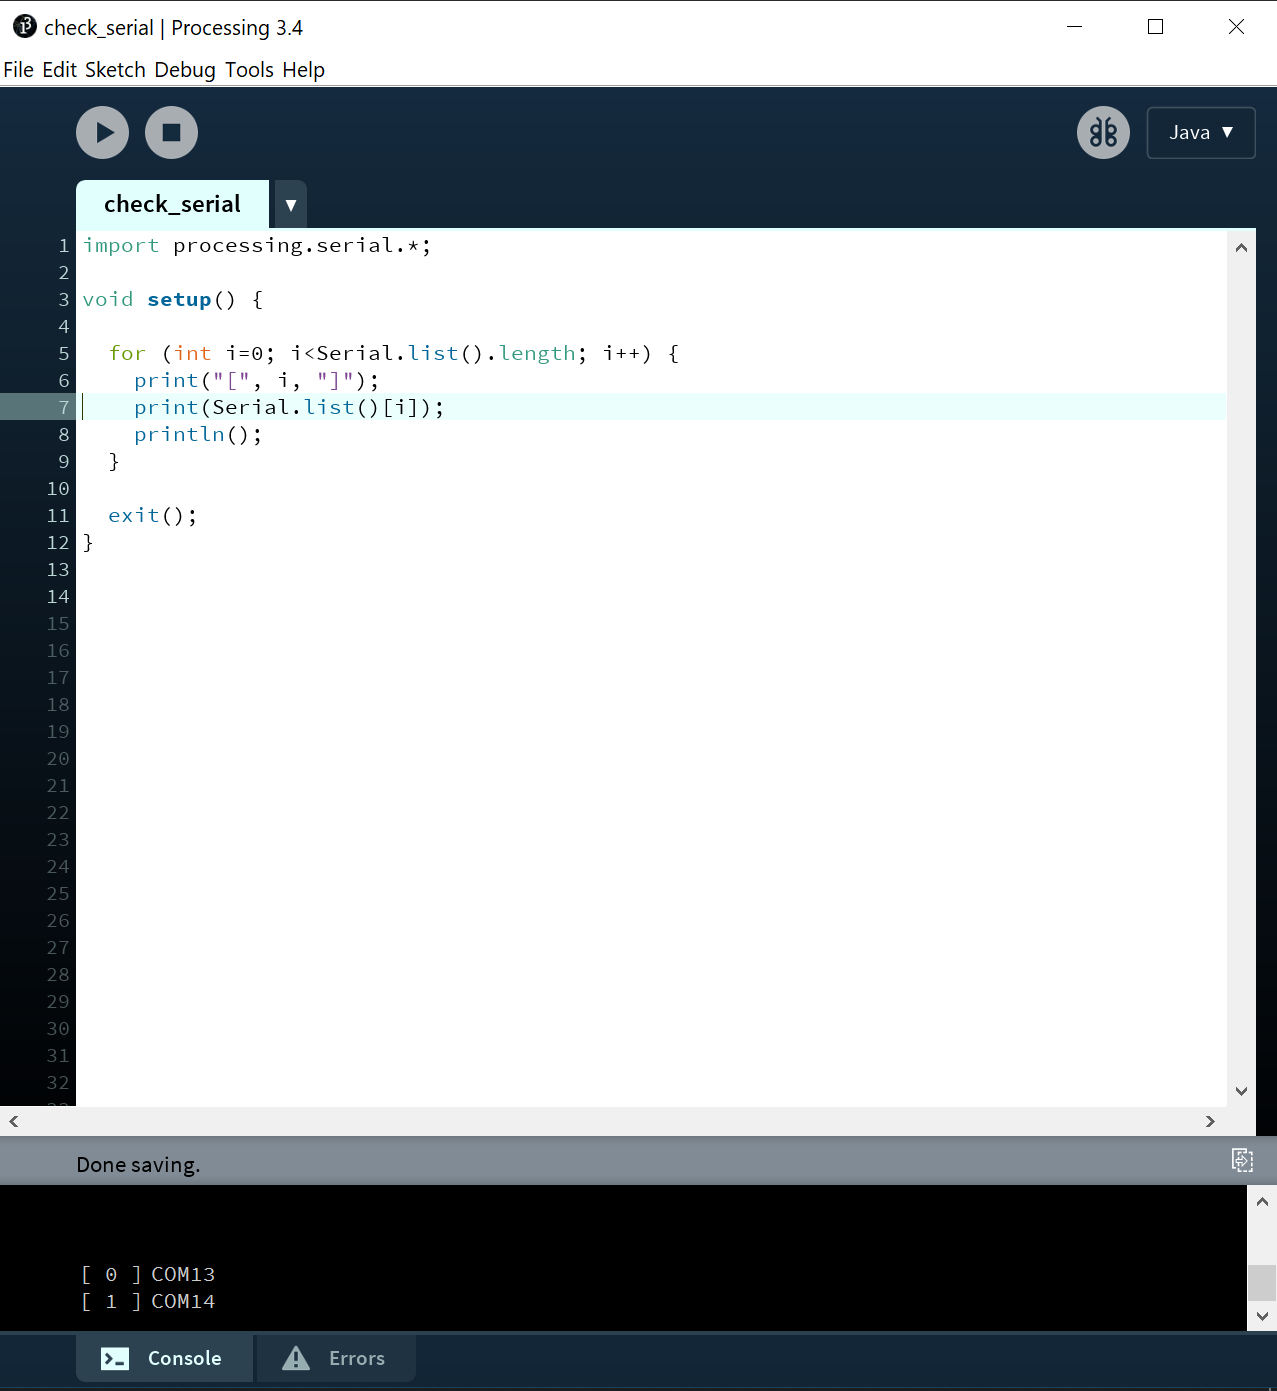 check_serial | Processing 3.4
File Edit Sketch Debug Tools Help
Java ▼
check_serial ▼
1 import processing.serial.*;
2
3 void setup() {
4
5   for (int i=0; i<Serial.list().length; i++) {
6     print("[", i, "]");
7     print(Serial.list()[i]);
8     println();
9   }
10
11   exit();
12 }
13
14
15
16
17
18
19
20
21
22
23
24
25
26
27
28
29
30
31
32
Done saving.
[ 0 ] COM13
[ 1 ] COM14
Console Errors